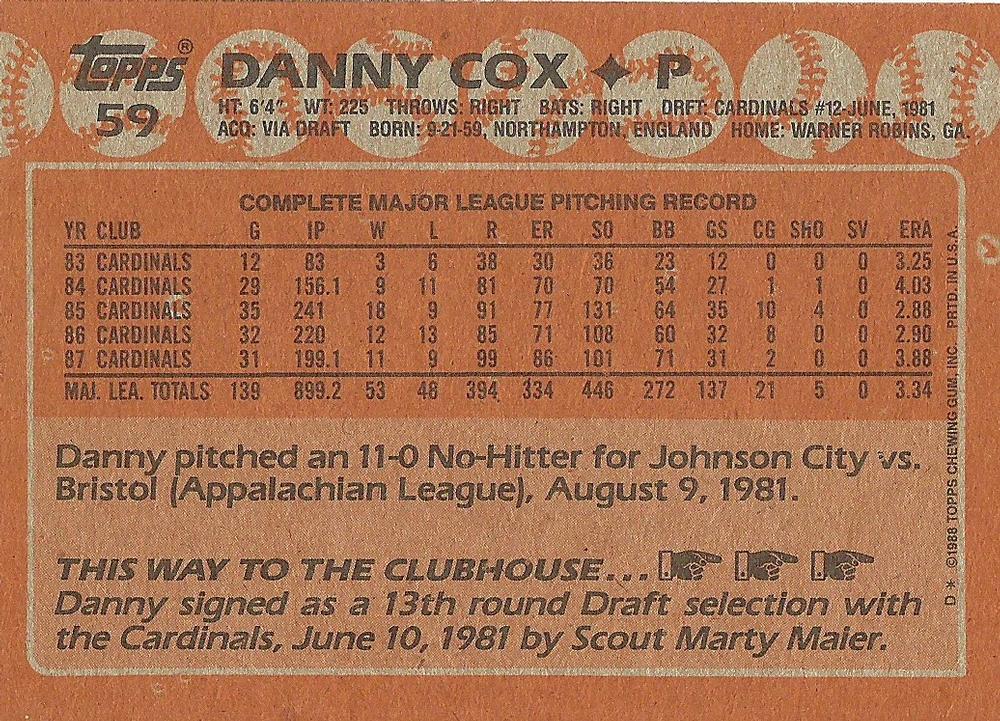 Topps® DANNY COX ✦ P
59
HT: 6'4" WT: 225 THROWS: RIGHT BATS: RIGHT DRFT: CARDINALS #12-JUNE, 1981
ACQ: VIA DRAFT BORN: 9-21-59, NORTHAMPTON, ENGLAND HOME: WARNER ROBINS, GA.
COMPLETE MAJOR LEAGUE PITCHING RECORD
YR CLUB G IP W L R ER SO BB GS CG SHO SV ERA
83 CARDINALS 12 83 3 6 38 30 36 23 12 0 0 0 3.25
84 CARDINALS 29 156.1 9 11 81 70 70 54 27 1 1 0 4.03
85 CARDINALS 35 241 18 9 91 77 131 64 35 10 4 0 2.88
86 CARDINALS 32 220 12 13 85 71 108 60 32 8 0 0 2.90
87 CARDINALS 31 199.1 11 9 99 86 101 71 31 2 0 0 3.88
MAJ. LEA. TOTALS 139 899.2 53 48 394 334 446 272 137 21 5 0 3.34
Danny pitched an 11-0 No-Hitter for Johnson City vs.
Bristol (Appalachian League), August 9, 1981.
THIS WAY TO THE CLUBHOUSE...
Danny signed as a 13th round Draft selection with
the Cardinals, June 10, 1981 by Scout Marty Maier.
D* ©1988 TOPPS CHEWING GUM, INC. PRTD. IN U.S.A.